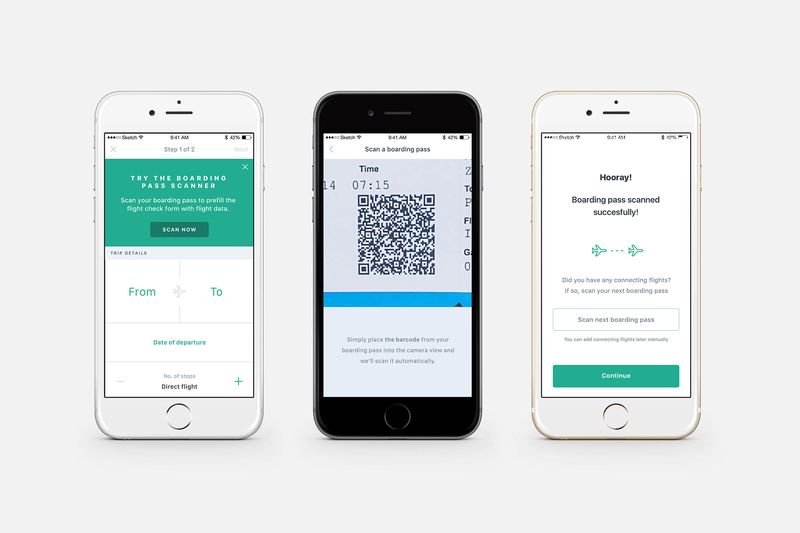 Sketch 9:41 AM 42%
Step 1 of 2 Next
TRY THE BOARDING
PASS SCANNER
Scan your boarding pass to prefill the
flight check form with flight data.
SCAN NOW
TRIP DETAILS
From To
Date of departure
No. of stops
Direct flight
Sketch 9:41 AM 42%
Scan a boarding pass
Time
14 07:15
Z
To
P
Fl
I
Ga
0
Simply place the barcode from your
boarding pass into the camera view and
we'll scan it automatically.
Sketch 9:41 AM 42%
Hooray!
Boarding pass scanned
succesfully!
Did you have any connecting flights?
If so, scan your next boarding pass
Scan next boarding pass
You can add connecting flights later manually
Continue